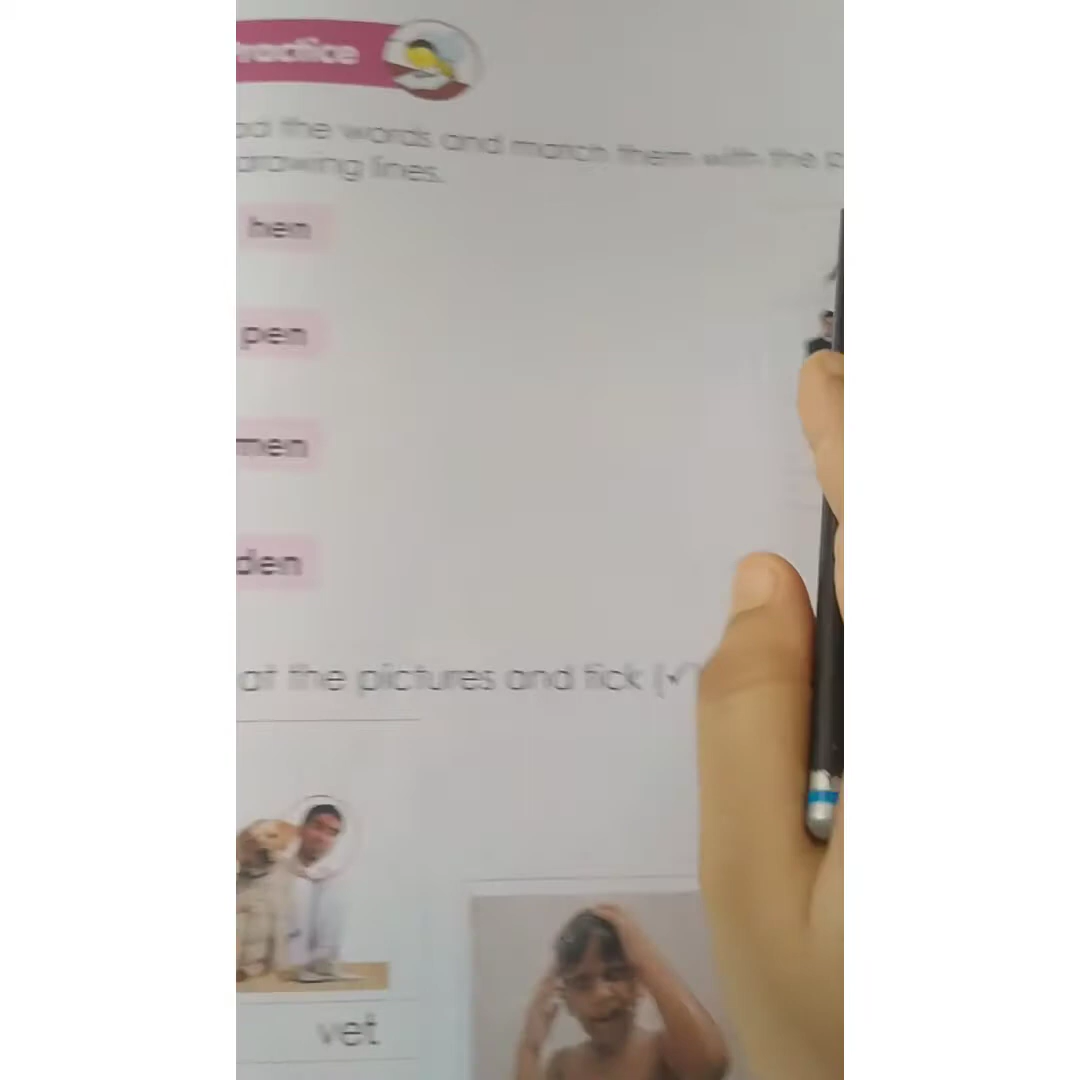 ractice
ad the words and match them with the p
drawing lines.
hen
pen
men
den
at the pictures and tick (✓
vet